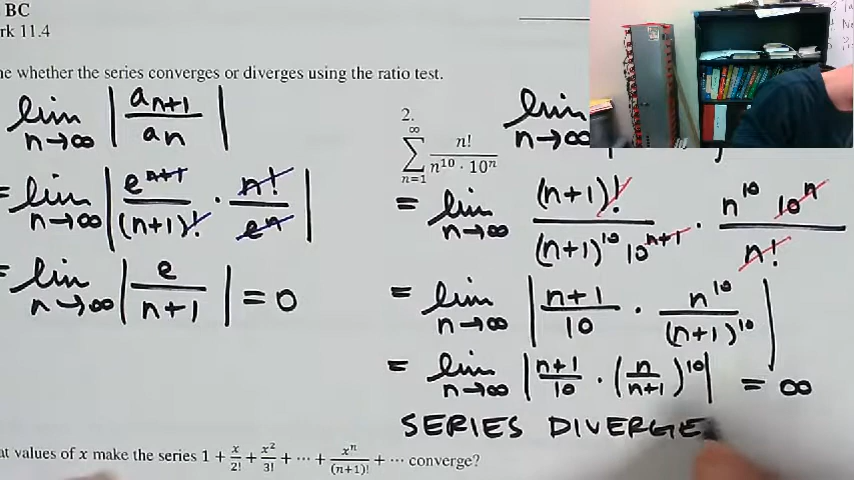 BC
rk 11.4
ne whether the series converges or diverges using the ratio test.
lim n→∞ | a_{n+1} / a_n |
= lim n→∞ | e^{n+1} / (n+1)! · n! / e^n |
= lim n→∞ | e / n+1 | = 0
2.
∞ ∑ n=1 n! / n^{10} · 10^n
lim n→∞
= lim n→∞ (n+1)! / (n+1)^{10} 10^{n+1} · n^{10} 10^n / n!
= lim n→∞ | n+1 / 10 · n^{10} / (n+1)^{10} |
= lim n→∞ | n+1 / 10 · ( n / n+1 )^{10} | = ∞
SERIES DIVERGE
at values of x make the series 1 + x/2! + x^2/3! + ⋯ + x^n/(n+1)! + ⋯ converge?